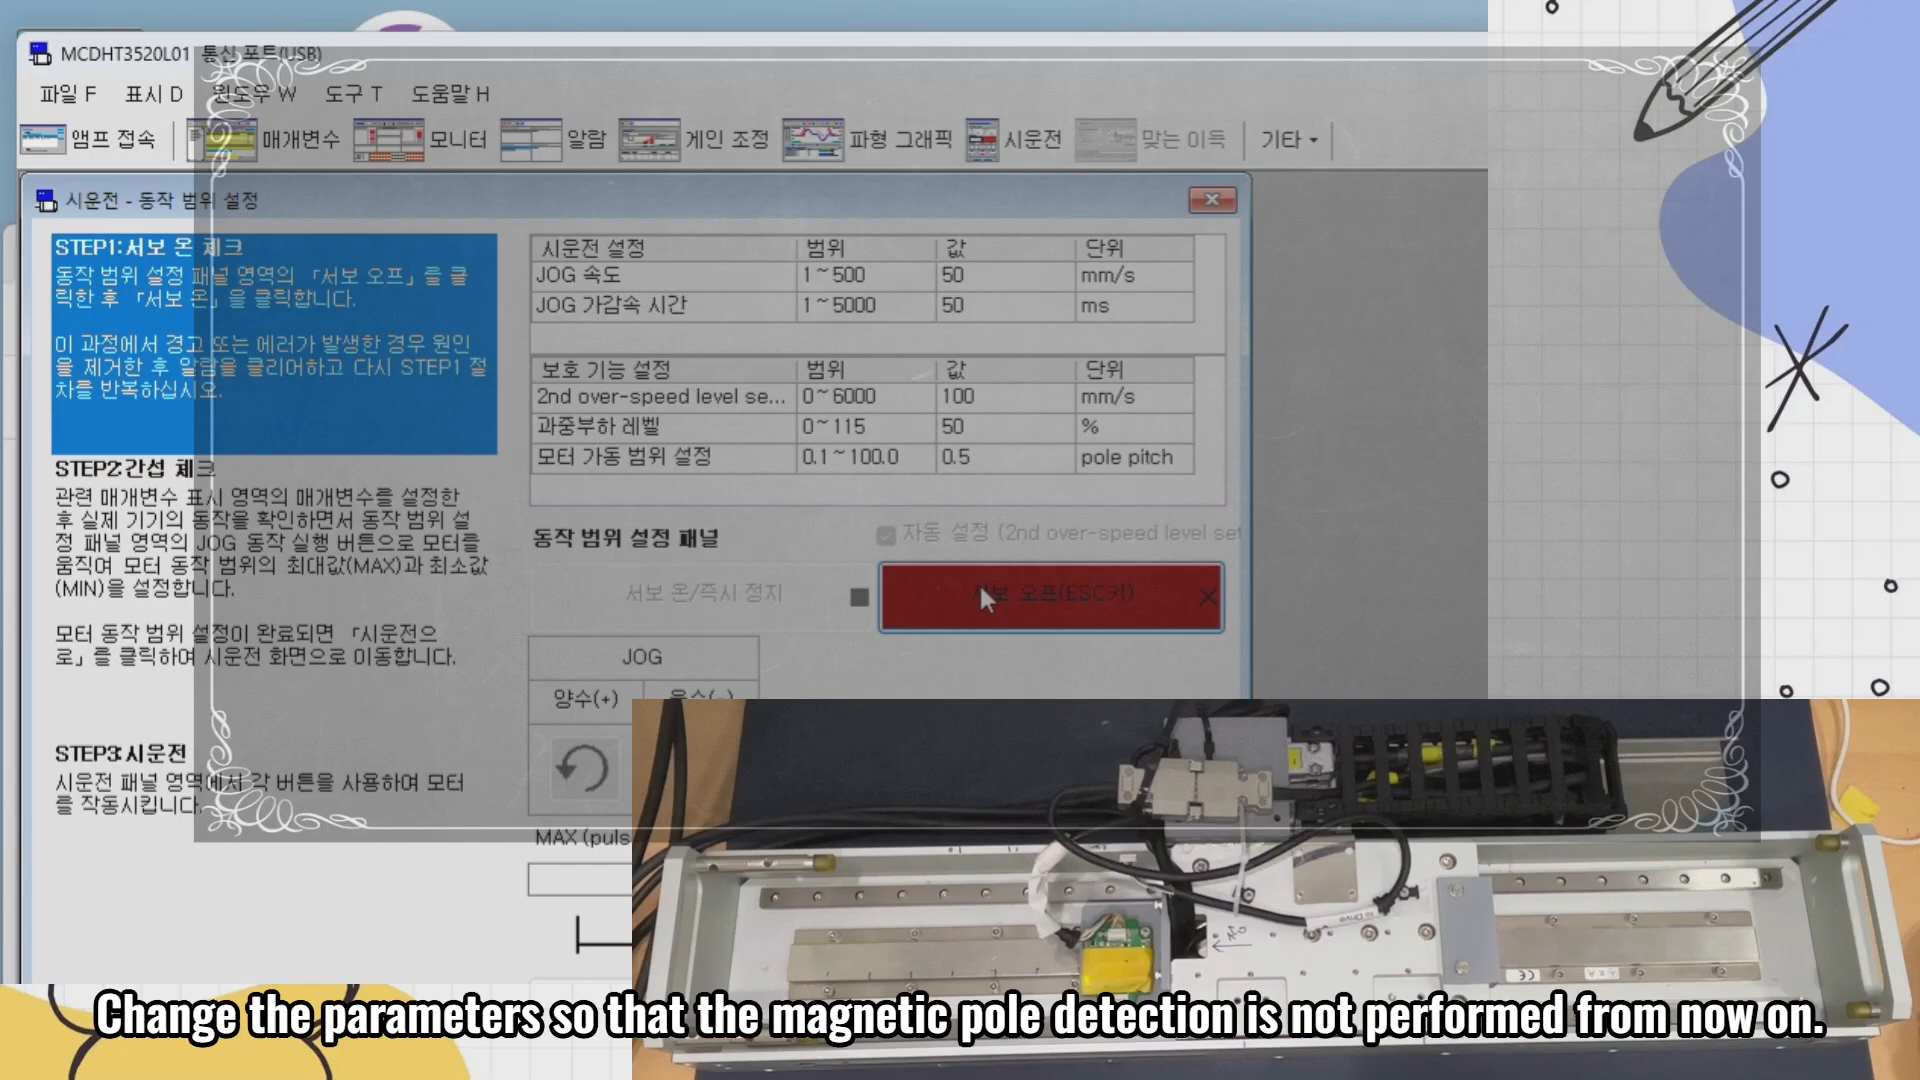 MCDHT3520L01 통신 포트(USB)
파일 F 표시 D 윈도우 W 도구 T 도움말 H
앰프 접속 매개변수 모니터 알람 게인 조정 파형 그래픽 시운전 맞는 이득 기타
시운전 - 동작 범위 설정
STEP1:서보 온 체크
동작 범위 설정 패널 영역의 「서보 오프」를 클
릭한 후 「서보 온」을 클릭합니다.
이 과정에서 경고 또는 에러가 발생한 경우 원인
을 제거한 후 알람을 클리어하고 다시 STEP1 절
차를 반복하십시오.
STEP2:간섭 체크
관련 매개변수 표시 영역의 매개변수를 설정한
후 실제 기기의 동작을 확인하면서 동작 범위 설
정 패널 영역의 JOG 동작 실행 버튼으로 모터를
움직여 모터 동작 범위의 최대값(MAX)과 최소값
(MIN)을 설정합니다.
모터 동작 범위 설정이 완료되면 「시운전으
로」를 클릭하여 시운전 화면으로 이동합니다.
STEP3:시운전
시운전 패널 영역에서 각 버튼을 사용하여 모터
를 작동시킵니다.
시운전 설정 범위 값 단위
JOG 속도 1~500 50 mm/s
JOG 가감속 시간 1~5000 50 ms
보호 기능 설정 범위 값 단위
2nd over-speed level se... 0~6000 100 mm/s
과중부하 레벨 0~115 50 %
모터 가동 범위 설정 0.1~100.0 0.5 pole pitch
동작 범위 설정 패널
자동 설정 (2nd over-speed level set
서보 온/즉시 정지
서보 오프(ESC키)
JOG
양수(+) 음수(-)
MAX (puls
Change the parameters so that the magnetic pole detection is not performed from now on.